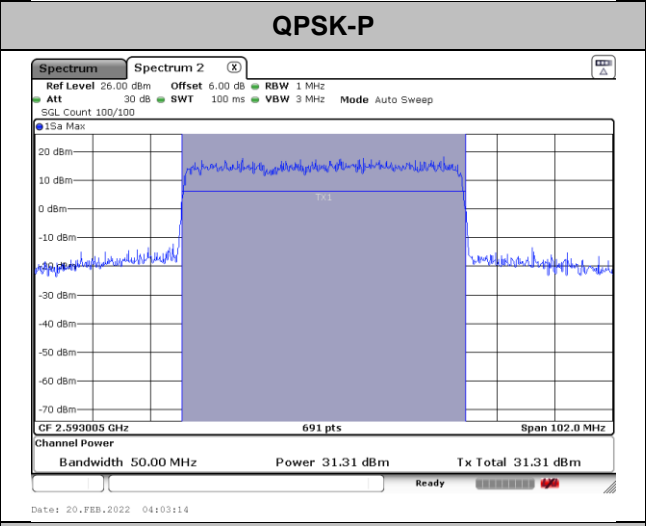 QPSK-P
Spectrum Spectrum 2 X
Ref Level 26.00 dBm Offset 6.00 dB RBW 1 MHz
Att 30 dB SWT 100 ms VBW 3 MHz Mode Auto Sweep
SGL Count 100/100
1Sa Max
20 dBm
10 dBm
Tx1
0 dBm
-10 dBm
-20 dBm
-30 dBm
-40 dBm
-50 dBm
-60 dBm
-70 dBm
CF 2.593005 GHz 691 pts Span 102.0 MHz
Channel Power
Bandwidth 50.00 MHz Power 31.31 dBm Tx Total 31.31 dBm
Ready
Date: 20.FEB.2022 04:03:14